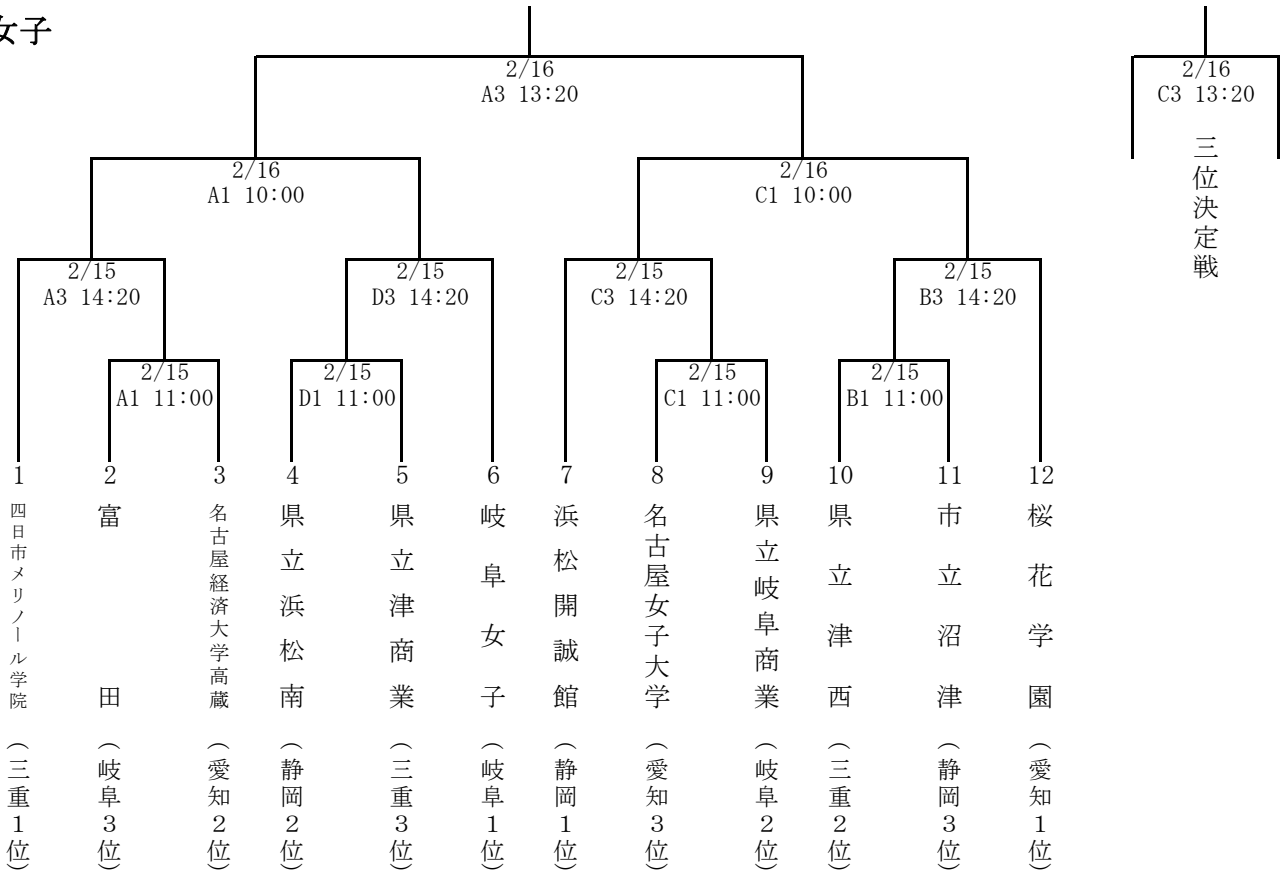 女子
2/16
A3 13:20
2/16
C3 13:20
三位決定戦
2/16
A1 10:00
2/16
C1 10:00
2/15
A3 14:20
2/15
D3 14:20
2/15
C3 14:20
2/15
B3 14:20
2/15
A1 11:00
2/15
D1 11:00
2/15
C1 11:00
2/15
B1 11:00
1
四日市メリノール学院
（三重１位）
2
富田
（岐阜３位）
3
名古屋経済大学高蔵
（愛知２位）
4
県立浜松南
（静岡２位）
5
県立津商業
（三重３位）
6
岐阜女子
（岐阜１位）
7
浜松開誠館
（静岡１位）
8
名古屋女子大学
（愛知３位）
9
県立岐阜商業
（岐阜２位）
10
県立津西
（三重２位）
11
市立沼津
（静岡３位）
12
桜花学園
（愛知１位）